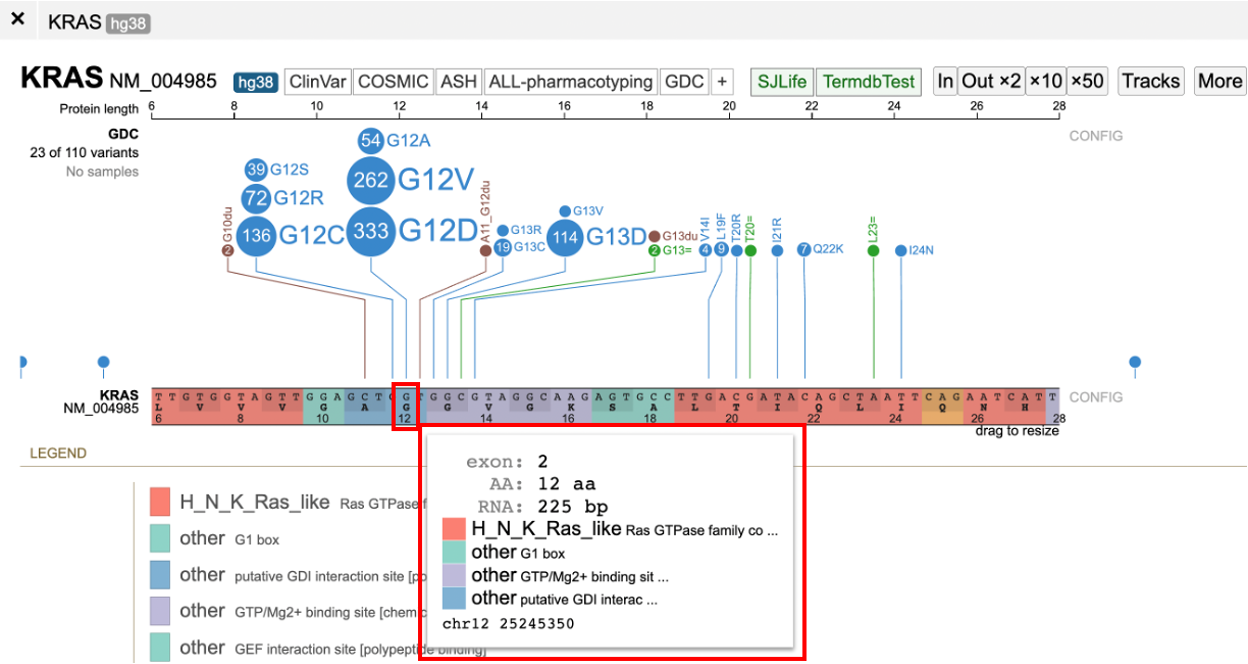 ✕ KRAS hg38
KRAS NM_004985 hg38 ClinVar COSMIC ASH ALL-pharmacotyping GDC + SJLife TermdbTest In Out ×2 ×10 ×50 Tracks More
Protein length 6 8 10 12 14 16 18 20 22 24 26 28
GDC
23 of 110 variants
No samples
CONFIG
54 G12A
39 G12S
262 G12V
72 G12R
136 G12C
333 G12D
2 G10du
A11_G12du
G13R
19 G13C
G13V
114 G13D
G13du
2 G13=
4 V14I
9 L19F
T20R
T20=
I21R
7 Q22K
L23=
I24N
KRAS
NM_004985
T T G T G G T A G T T G G A G C T G G T G G C G T A G G C A A G A G T G C C T T G A C G A T A C A G C T A A T T C A G A A T C A T T
L V V V G A G G V G K S A L T I Q L I Q N H
6 8 10 12 14 16 18 20 22 24 26 28
CONFIG
drag to resize
LEGEND
H_N_K_Ras_like Ras GTPase f
other G1 box
other putative GDI interaction site [po
other GTP/Mg2+ binding site [chemic
other GEF interaction site [polypeptide binding]
exon: 2
AA: 12 aa
RNA: 225 bp
H_N_K_Ras_like Ras GTPase family co ...
other G1 box
other GTP/Mg2+ binding sit ...
other putative GDI interac ...
chr12 25245350